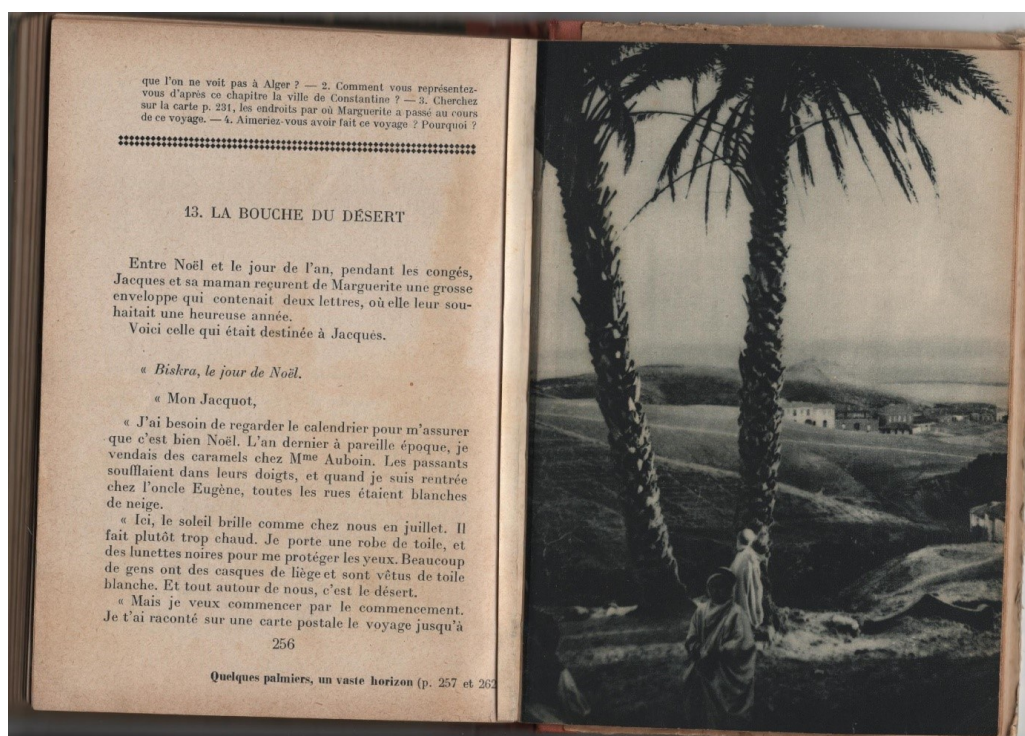 que l'on ne voit pas à Alger ? — 2. Comment vous représentez-
vous d'après ce chapitre la ville de Constantine ? — 3. Cherchez
sur la carte p. 231, les endroits par où Marguerite a passé au cours
de ce voyage. — 4. Aimeriez-vous avoir fait ce voyage ? Pourquoi ?
13. LA BOUCHE DU DÉSERT
Entre Noël et le jour de l'an, pendant les congés,
Jacques et sa maman reçurent de Marguerite une grosse
enveloppe qui contenait deux lettres, où elle leur sou-
haitait une heureuse année.
Voici celle qui était destinée à Jacques.
« Biskra, le jour de Noël.
« Mon Jacquot,
« J'ai besoin de regarder le calendrier pour m'assurer
que c'est bien Noël. L'an dernier à pareille époque, je
vendais des caramels chez Mme Auboin. Les passants
soufflaient dans leurs doigts, et quand je suis rentrée
chez l'oncle Eugène, toutes les rues étaient blanches
de neige.
« Ici, le soleil brille comme chez nous en juillet. Il
fait plutôt trop chaud. Je porte une robe de toile, et
des lunettes noires pour me protéger les yeux. Beaucoup
de gens ont des casques de liège et sont vêtus de toile
blanche. Et tout autour de nous, c'est le désert.
« Mais je veux commencer par le commencement.
Je t'ai raconté sur une carte postale le voyage jusqu'à
256
Quelques palmiers, un vaste horizon (p. 257 et 262